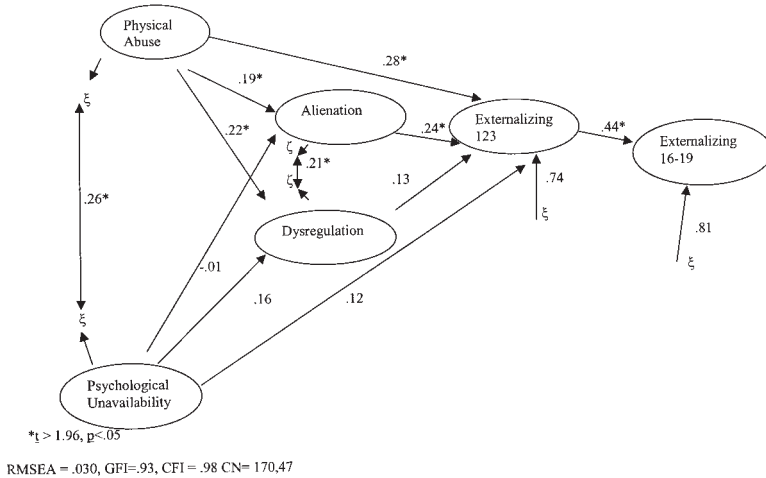 Physical
Abuse
.28*
.19*
ξ
Alienation
Externalizing
123
.24*
.44*
Externalizing
16-19
.22*
ζ
.21*
ζ
.13
.74
.26*
ξ
.81
ξ
Dysregulation
-.01
.16
.12
ξ
Psychological
Unavailability
*t > 1.96, p<.05
RMSEA = .030, GFI=.93, CFI = .98 CN= 170,47